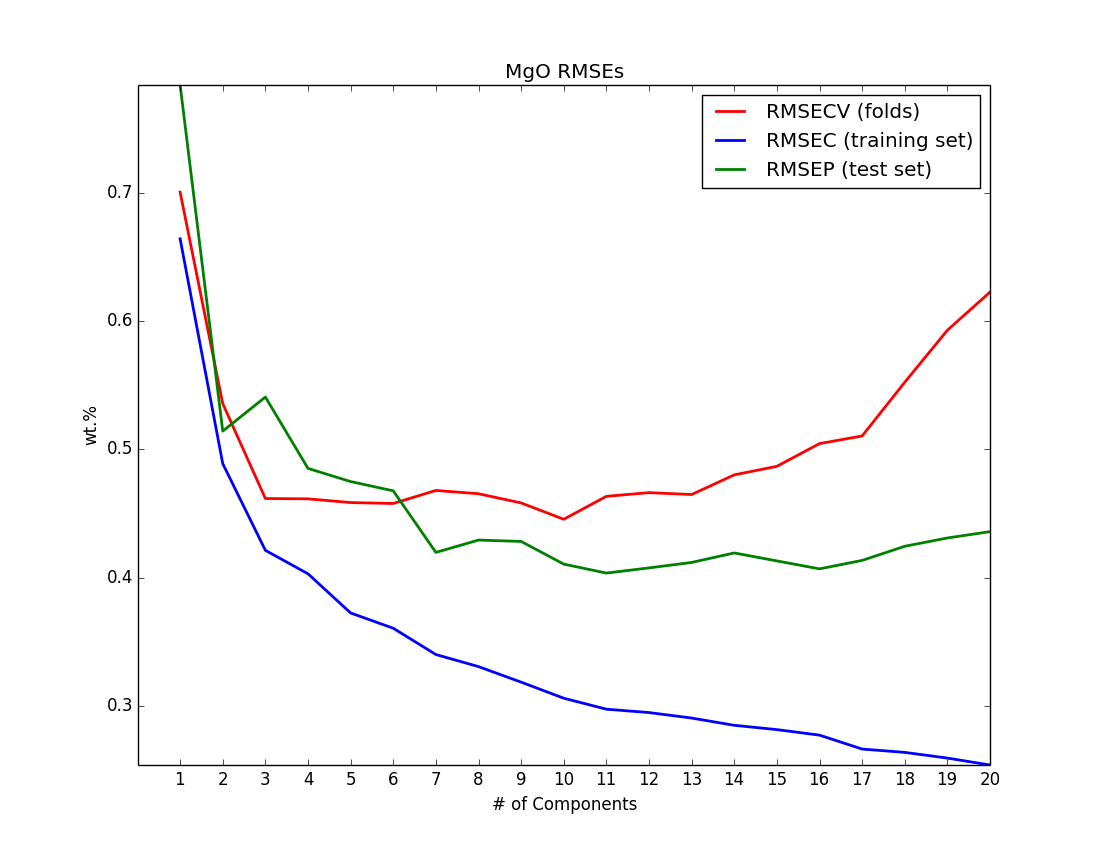 MgO RMSEs
RMSECV (folds)
RMSEC (training set)
RMSEP (test set)
0.7
0.6
0.5
0.4
0.3
wt.%
1 2 3 4 5 6 7 8 9 10 11 12 13 14 15 16 17 18 19 20
# of Components